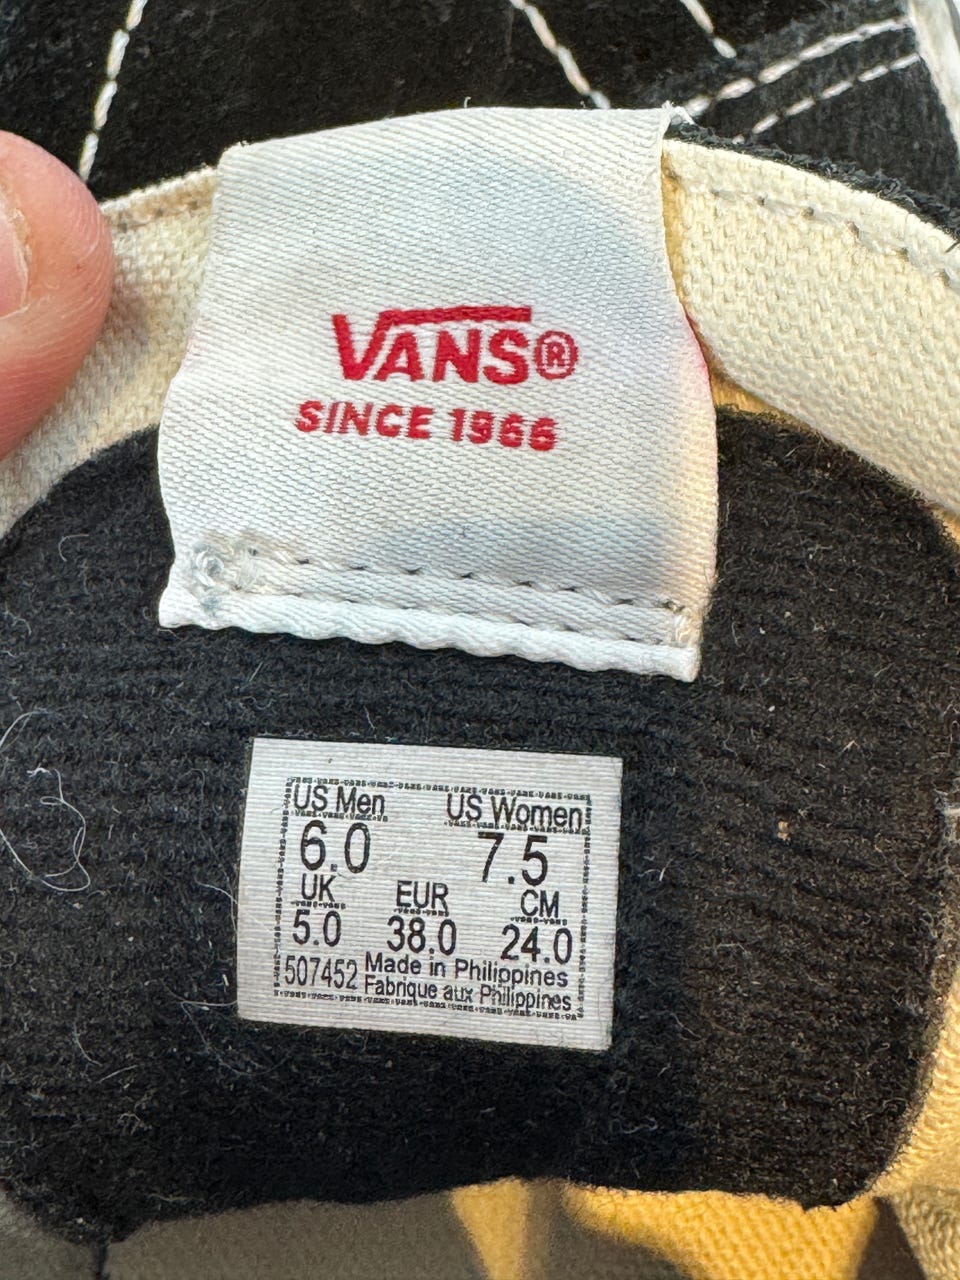 VANS®
SINCE 1966
US Men US Women
6.0 7.5
UK EUR CM
5.0 38.0 24.0
507452 Made in Philippines
Fabrique aux Philippines